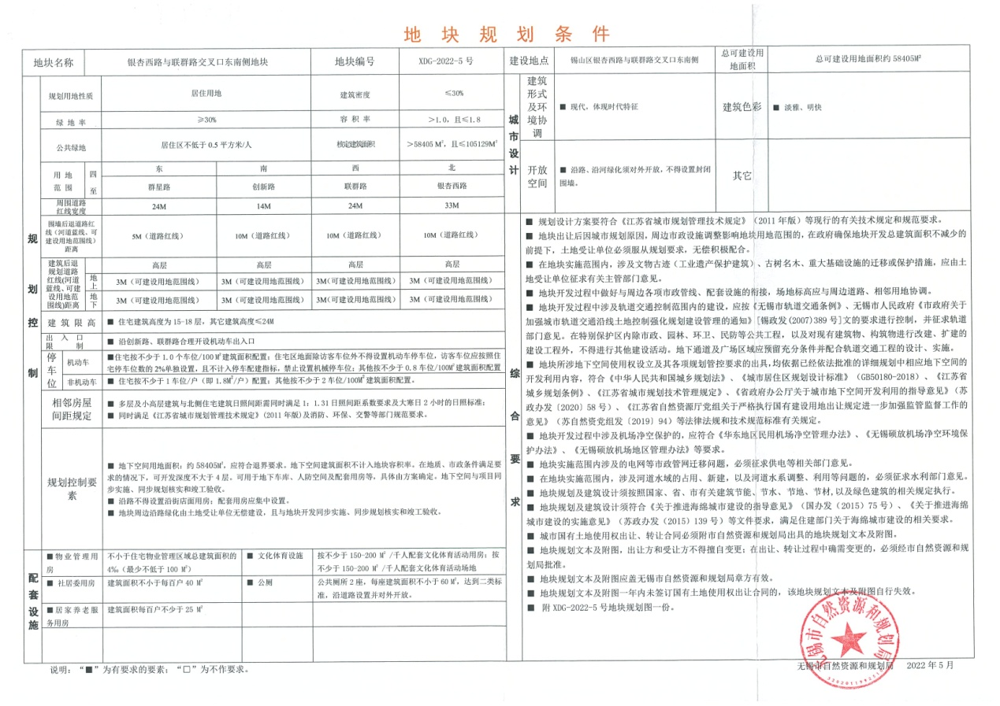 地块规划条件
地块名称
银杏西路与联群路交叉口东南侧地块
地块编号
XDG-2022-5 号
建设地点
锡山区银杏西路与联群路交叉口东南侧
总可建设用
地面积
总可建设用地面积约 58405M²
规划控制
规划用地性质
居住用地
建筑密度
≤30%
绿 地 率
≥30%
容 积 率
>1.0，且≤1.8
公共绿地
居住区不低于 0.5 平方米/人
核定建筑面积
>58405 M²，且≤105129M²
用 地
范 围
四
至
东
南
西
北
群星路
创新路
联群路
银杏西路
周围道路
红线宽度
24M
14M
24M
33M
围墙后退道路红
线（河道蓝线、可
建设用地范围线）
距离
5M（道路红线）
10M（道路红线）
10M（道路红线）
10M（道路红线）
建筑后退
规划道路
红线(河道
蓝线、可建
设用地范
围线)距离
高层
高层
高层
高层
地
上
3M（可建设用地范围线）
3M（可建设用地范围线）
3M(可建设用地范围线）
3M（可建设用地范围线）
地
下
3M（可建设用地范围线）
3M（可建设用地范围线）
3M(可建设用地范围线）
3M（可建设用地范围线）
建 筑 限 高
■ 住宅建筑高度为 15-18 层，其它建筑高度≤24M
出 入 口
限 制
■ 沿创新路、联群路合理开设机动车出入口
停
车
位
机动车
■住宅按不少于 1.0 个车位/100 M²建筑面积配置；住宅区地面除访客车位外不得设置机动车停车位，访客车位应按照住
宅停车位数的 2%单独设置，且不计入停车配建指标，禁止设置机械停车位；其他按不少于 0.8 车位/100M²建筑面积配置
非机动车
■ 住宅按不少于 1 车位/户（即 1.8M²/户）配置；其他按不少于 2 车位/100M²建筑面积配置。
相邻房屋
间距规定
■ 多层及小高层建筑与北侧住宅建筑日照间距需同时满足 1：1.31 日照间距系数要求及大寒日 2 小时的日照标准；
■ 同时满足《江苏省城市规划管理技术规定》（2011 年版）及消防、环保、交警等部门规范要求。
规划控制要
素
■ 地下空间用地面积：约 58405M²，应符合退界要求。地下空间建筑面积不计入地块容积率。在地质、市政条件满足要
求的情况下，可开发深度不大于 4 层。可用于地下车库、人防空间及配套用房等，具体由方案确定。地下空间与项目同
步实施、同步规划核实和竣工验收。
■ 沿路不得设置沿街店面用房；配套用房应集中设置。
■ 地块周边沿路绿化由土地受让单位无偿建设，且与地块开发同步实施、同步规划核实和竣工验收。
配套设施
■物业管理用
房
不小于住宅物业管理区域总建筑面积的
4‰（最少不低于 100 M²）
■ 文化体育设施
按不少于 150-200 M² /千人配套文化体育活动用房；按
不少于 150-200 M² /千人配套文化体育活动场地
■ 社居委用房
建筑面积不小于每百户 40 M²
■ 公厕
公共厕所 2 座，每座建筑面积不小于 60 M²，达到二类标
准，沿道路设置并对外开放。
■居家养老服
务用房
建筑面积每百户不少于 25 M²
城市设计
建筑
形式
及环
境协
调
■ 现代，体现时代特征
建筑色彩
■ 淡雅、明快
开放
空间
■ 沿路、沿河绿化须对外开放，不得设置封闭
围墙。
其它
综合要求
■ 规划设计方案要符合《江苏省城市规划管理技术规定》（2011 年版）等现行的有关技术规定和规范要求。
■ 地块出让后因城市规划原因，周边市政设施调整影响地块用地范围的，在政府确保地块开发总建筑面积不减少的
前提下，土地受让单位必须服从规划要求，无偿积极配合。
■ 在地块实施范围内，涉及文物古迹（工业遗产保护建筑）、古树名木、重大基础设施的迁移或保护措施，应由土
地受让单位征求有关主管部门意见。
■ 地块开发过程中做好与周边各项市政管线、配套设施的衔接，场地标高应与周边道路、相邻用地协调。
■ 地块开发过程中涉及轨道交通控制范围内的建设，应按《无锡市轨道交通条例》、无锡市人民政府《市政府关于
加强城市轨道交通沿线土地控制强化规划建设管理的通知》[锡政发(2007)389 号]文的要求进行控制，并征求轨道
部门意见。在特别保护区内除市政、园林、环卫、民防等公共工程，以及对现有建筑物、构筑物进行改建、扩建的
建设工程外，不得进行其他建设活动。地下通道及广场区域应预留充分条件并配合轨道交通工程的设计、实施。
■ 地块所涉地下空间使用权设立及其各项规划管控要求的出具，均依据已经依法批准的详细规划中相应地下空间的
开发利用内容，符合《中华人民共和国城乡规划法》、《城市居住区规划设计标准》（GB50180-2018）、《江苏省
城乡规划条例》、《江苏省城市规划技术管理规定》、《省政府办公厅关于城市地下空间开发利用的指导意见》（苏
政办发〔2020〕58 号）、《江苏省自然资源厅党组关于严格执行国有建设用地出让规定进一步加强监管监督工作的
意见》（苏自然资党组发〔2019〕94）等法律法规和技术规范标准有关规定。
■ 地块开发过程中涉及机场净空保护的，应符合《华东地区民用机场净空管理办法》、《无锡硕放机场净空环境保
护办法》、《无锡硕放机场地区管理办法》等要求。
■ 地块实施范围内涉及的电网等市政管网迁移问题，必须征求供电等相关部门意见。
■ 在地块实施范围内，涉及河道水域的占用、新建，以及河道水系调整、利用等问题的，必须征求水利部门意见。
■ 地块规划及建筑设计须按照国家、省、市有关建筑节能、节水、节地、节材，以及绿色建筑的相关规定执行。
■ 地块规划及建筑设计须符合《关于推进海绵城市建设的指导意见》（国办发（2015）75 号）、《关于推进海绵
城市建设的实施意见》（苏政办发（2015）139 号）等文件要求，满足住建部门关于海绵城市建设的相关要求。
■ 城市国有土地使用权出让、转让合同必须附市自然资源和规划局出具的地块规划文本及附图。
■ 地块规划文本及附图，出让方和受让方不得擅自变更；在出让、转让过程中确需变更的，必须经市自然资源和规
划局批准。
■ 地块规划文本及附图应盖无锡市自然资源和规划局章方有效。
■ 地块规划文本及附图一年内未签订国有土地使用权出让合同的，该地块规划文本及附图自行失效。
■ 附 XDG-2022-5 号地块规划图一份。
说明：“■”为有要求的要素；“□”为不作要求。
无锡市自然资源和规划局
无锡市自然资源和规划局 2022 年 5 月